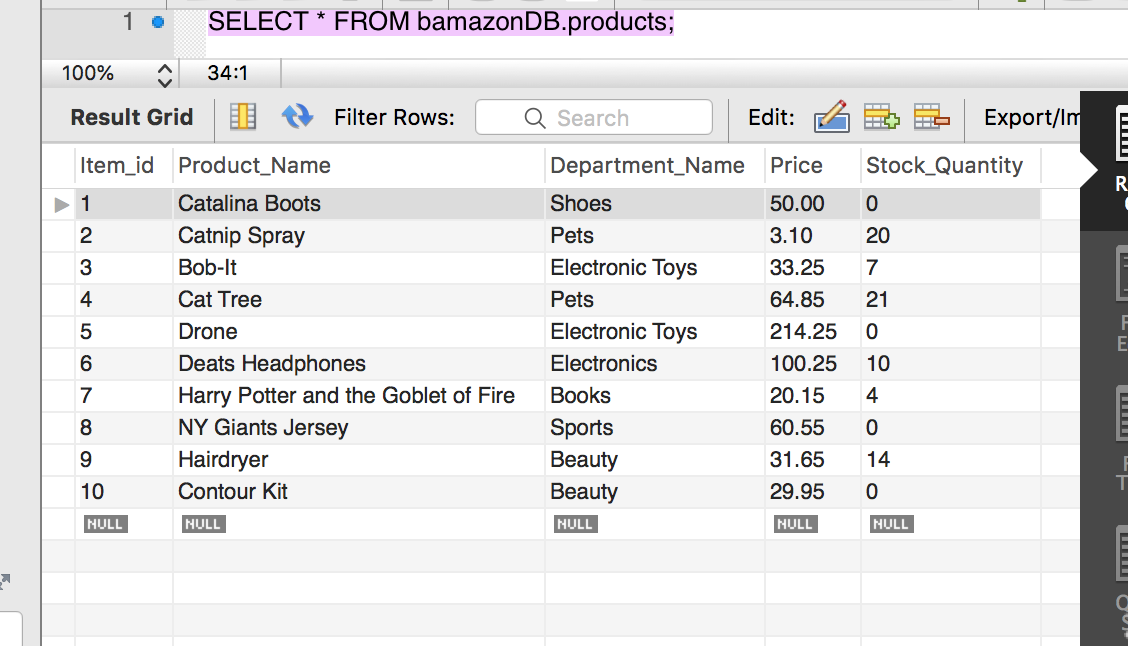 1 SELECT * FROM bamazonDB.products;
100% 34:1
Result Grid Filter Rows: Search Edit: Export/Im
Item_id Product_Name Department_Name Price Stock_Quantity
1 Catalina Boots Shoes 50.00 0
2 Catnip Spray Pets 3.10 20
3 Bob-It Electronic Toys 33.25 7
4 Cat Tree Pets 64.85 21
5 Drone Electronic Toys 214.25 0
6 Deats Headphones Electronics 100.25 10
7 Harry Potter and the Goblet of Fire Books 20.15 4
8 NY Giants Jersey Sports 60.55 0
9 Hairdryer Beauty 31.65 14
10 Contour Kit Beauty 29.95 0
NULL NULL NULL NULL NULL